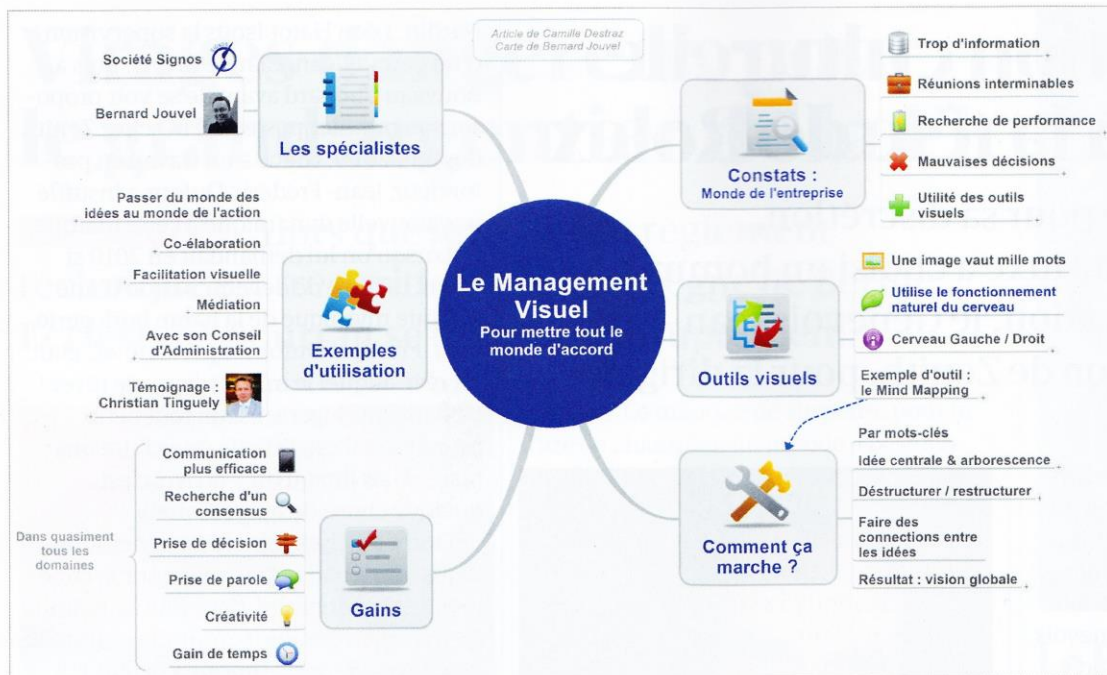 Article de Camille Destraz
Carte de Bernard Jouvel
Le Management
Visuel
Pour mettre tout le
monde d'accord
Constats :
Monde de l'entreprise
Trop d'information
Réunions interminables
Recherche de performance
Mauvaises décisions
Utilité des outils
visuels
Outils visuels
Une image vaut mille mots
Utilise le fonctionnement
naturel du cerveau
Cerveau Gauche / Droit
Exemple d'outil :
le Mind Mapping
Comment ça
marche ?
Par mots-clés
Idée centrale & arborescence
Déstructurer / restructurer
Faire des
connections entre
les idées
Résultat : vision globale
Les spécialistes
Société Signos
Bernard Jouvel
Exemples
d'utilisation
Passer du monde des
idées au monde de l'action
Co-élaboration
Facilitation visuelle
Médiation
Avec son Conseil
d'Administration
Témoignage :
Christian Tinguely
Gains
Communication
plus efficace
Recherche d'un
consensus
Prise de décision
Prise de parole
Créativité
Gain de temps
Dans quasiment
tous les
domaines